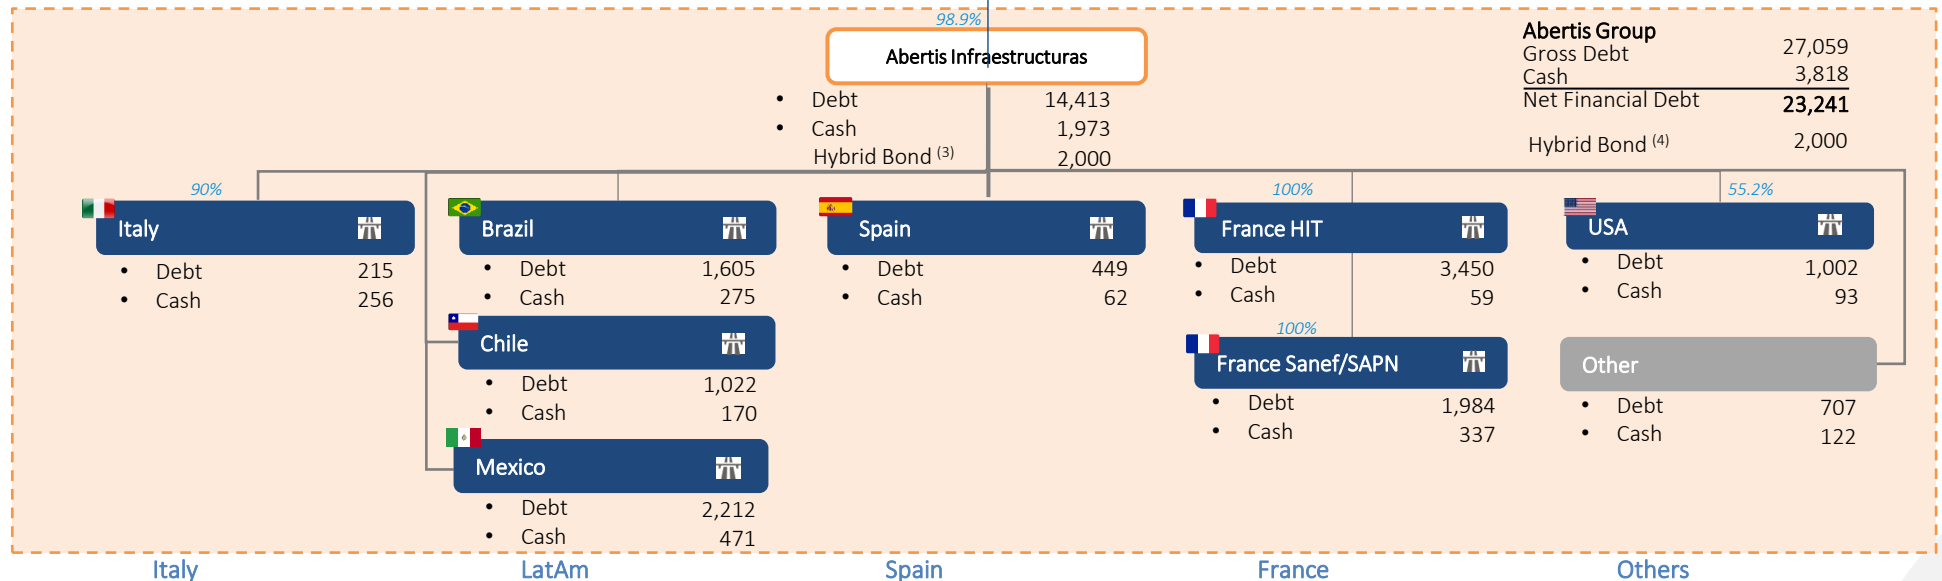 98.9%
Abertis Infraestructuras
• Debt 14,413
• Cash 1,973
Hybrid Bond (3) 2,000
Abertis Group
Gross Debt 27,059
Cash 3,818
Net Financial Debt 23,241
Hybrid Bond (4) 2,000
90%
Italy
• Debt 215
• Cash 256
Brazil
• Debt 1,605
• Cash 275
Chile
• Debt 1,022
• Cash 170
Mexico
• Debt 2,212
• Cash 471
Spain
• Debt 449
• Cash 62
100%
France HIT
• Debt 3,450
• Cash 59
100%
France Sanef/SAPN
• Debt 1,984
• Cash 337
55.2%
USA
• Debt 1,002
• Cash 93
Other
• Debt 707
• Cash 122
Italy
LatAm
Spain
France
Others